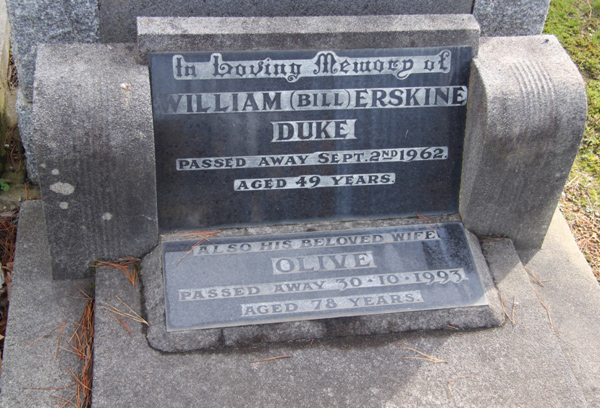 In Loving Memory of
WILLIAM (BILL) ERSKINE
DUKE
PASSED AWAY SEPT. 2ND 1962.
AGED 49 YEARS.
ALSO HIS BELOVED WIFE
OLIVE
PASSED AWAY 30-10-1993
AGED 78 YEARS.